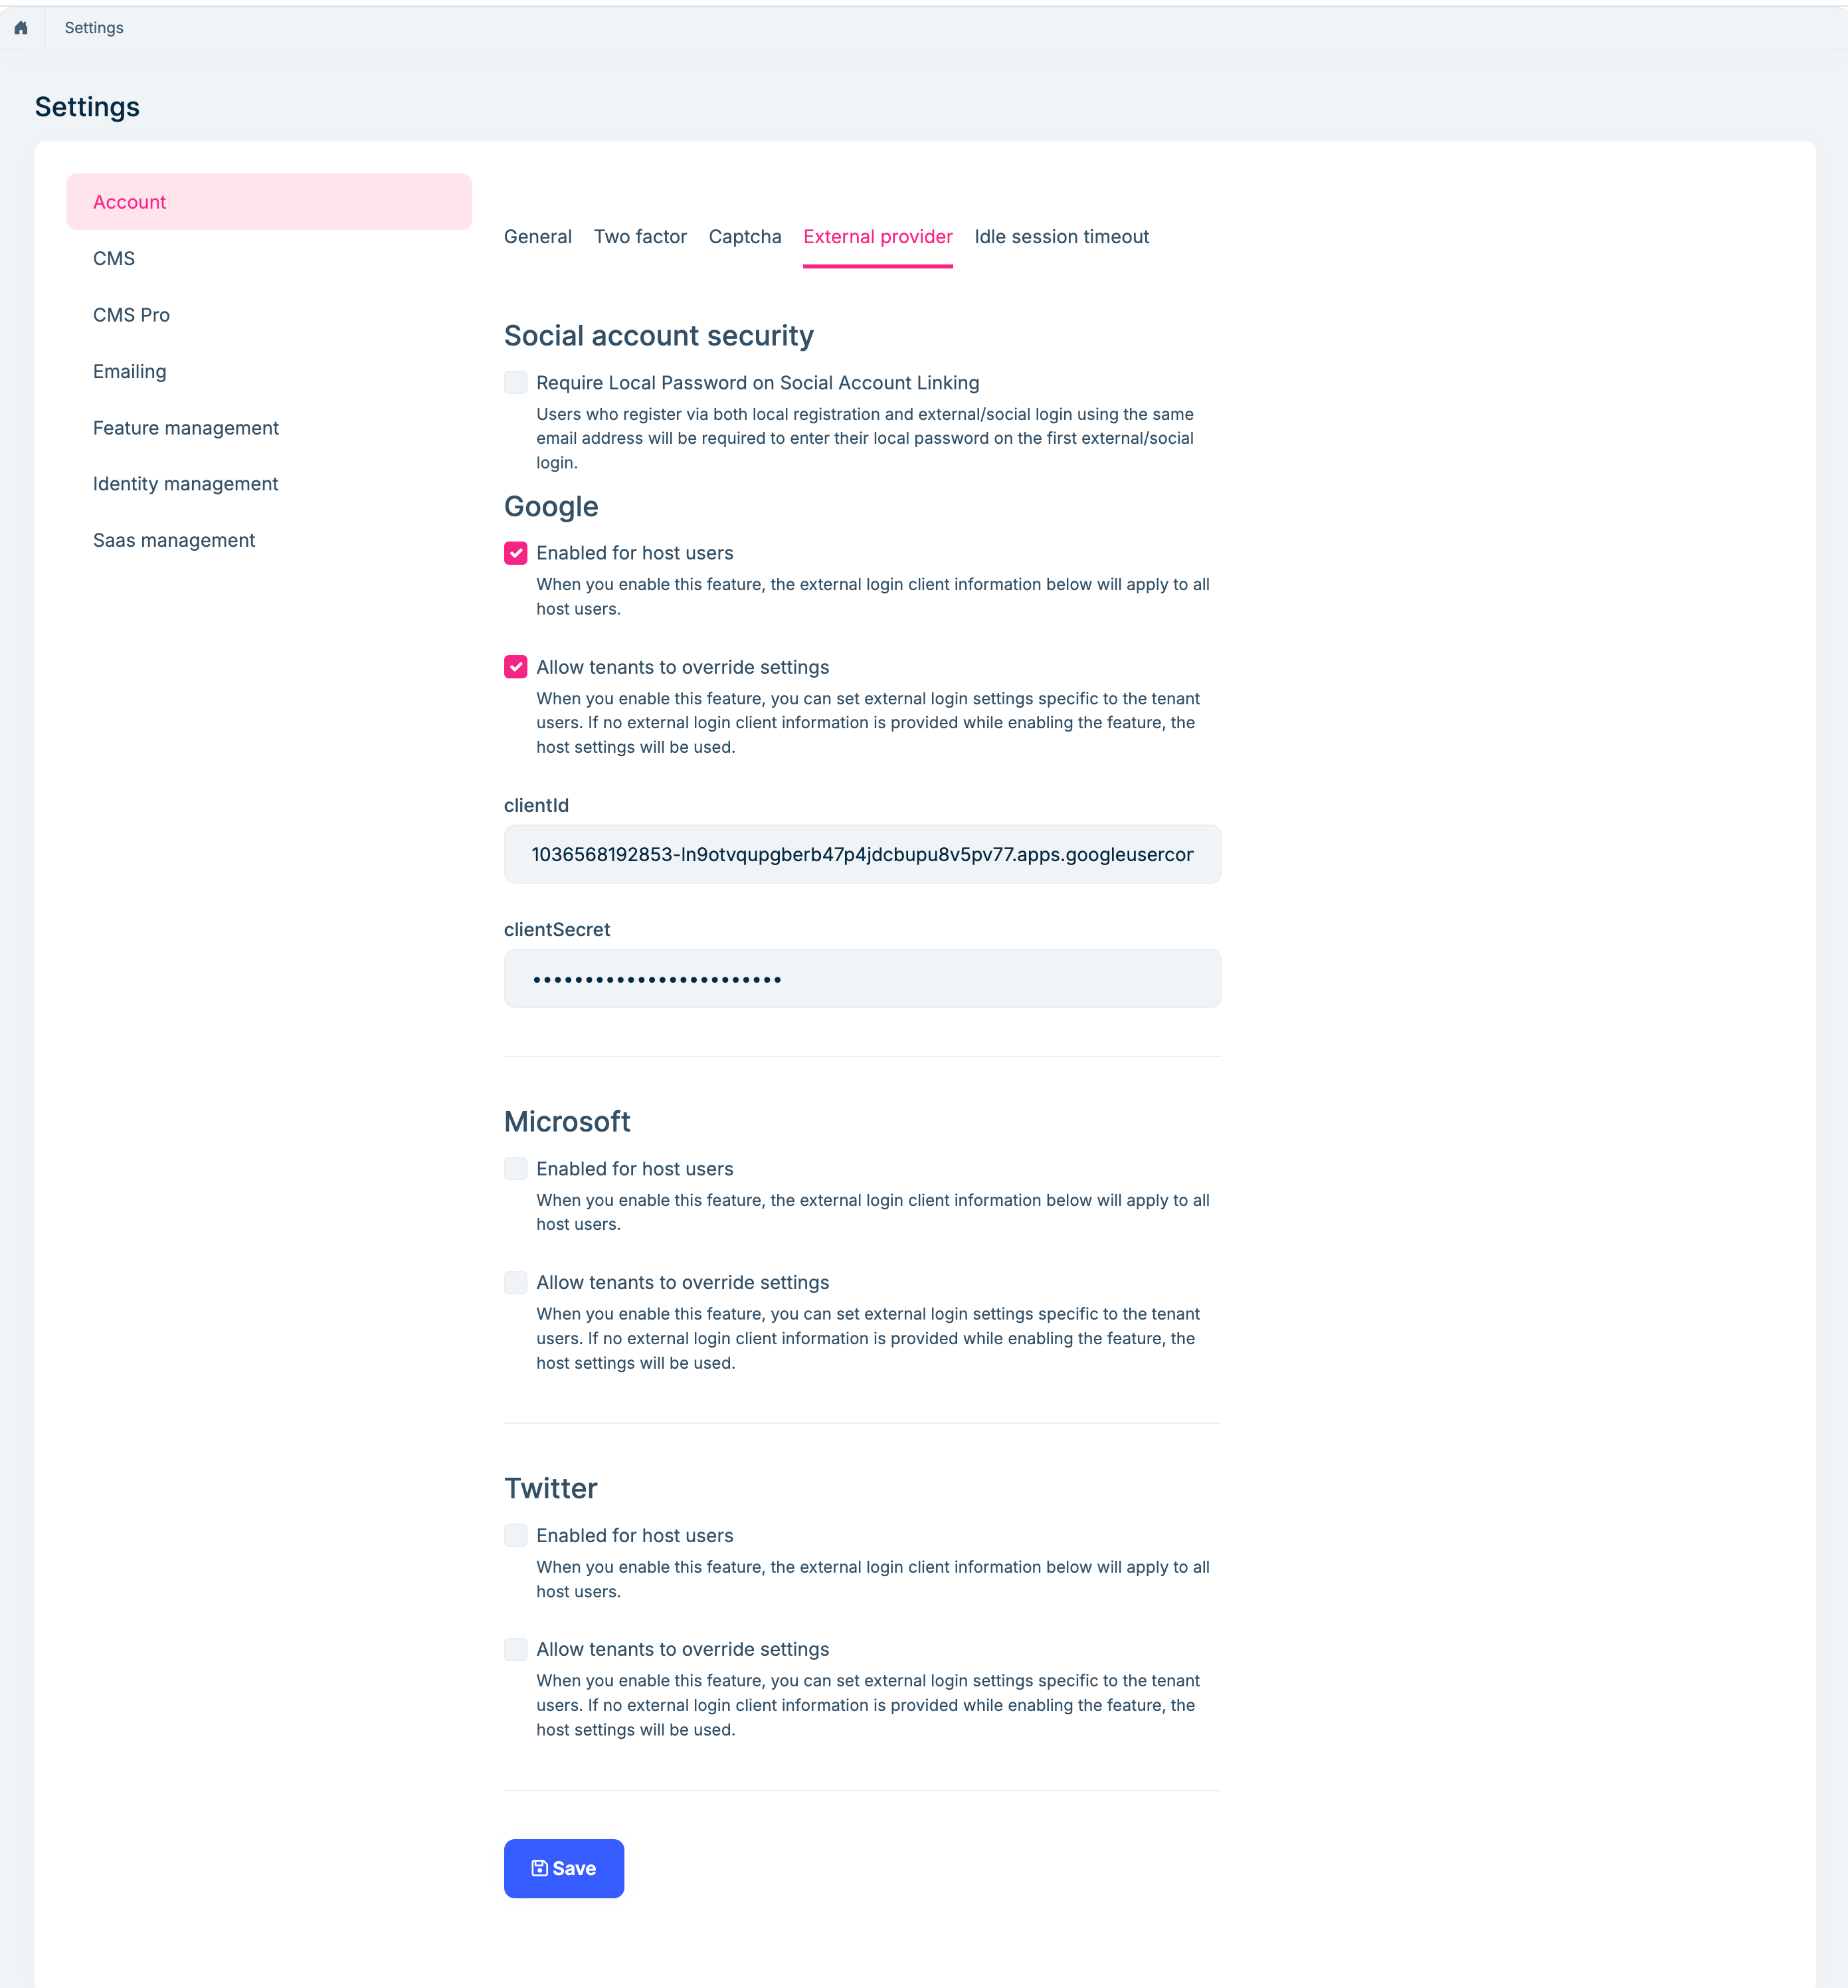 Settings
Settings
Account
CMS
CMS Pro
Emailing
Feature management
Identity management
Saas management
General Two factor Captcha External provider Idle session timeout
Social account security
Require Local Password on Social Account Linking
Users who register via both local registration and external/social login using the same
email address will be required to enter their local password on the first external/social
login.
Google
Enabled for host users
When you enable this feature, the external login client information below will apply to all
host users.
Allow tenants to override settings
When you enable this feature, you can set external login settings specific to the tenant
users. If no external login client information is provided while enabling the feature, the
host settings will be used.
clientId
1036568192853-ln9otvqupgberb47p4jdcbupu8v5pv77.apps.googleusercor
clientSecret
••••••••••••••••••••••••
Microsoft
Enabled for host users
When you enable this feature, the external login client information below will apply to all
host users.
Allow tenants to override settings
When you enable this feature, you can set external login settings specific to the tenant
users. If no external login client information is provided while enabling the feature, the
host settings will be used.
Twitter
Enabled for host users
When you enable this feature, the external login client information below will apply to all
host users.
Allow tenants to override settings
When you enable this feature, you can set external login settings specific to the tenant
users. If no external login client information is provided while enabling the feature, the
host settings will be used.
Save